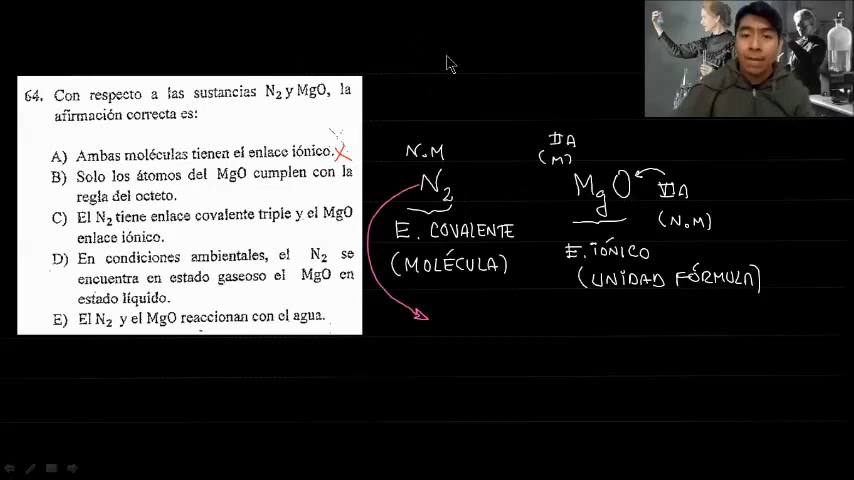 64. Con respecto a las sustancias N₂ y MgO, la
afirmación correcta es:
A) Ambas moléculas tienen el enlace iónico.
B) Solo los átomos del MgO cumplen con la
regla del octeto.
C) El N₂ tiene enlace covalente triple y el MgO
enlace iónico.
D) En condiciones ambientales, el N₂ se
encuentra en estado gaseoso el MgO en
estado líquido.
E) El N₂ y el MgO reaccionan con el agua.
N.M
N₂
E. COVALENTE
(MOLÉCULA)
IIA
(M)
MgO
VIA
(N.M)
E. IÓNICO
(UNIDAD FÓRMULA)